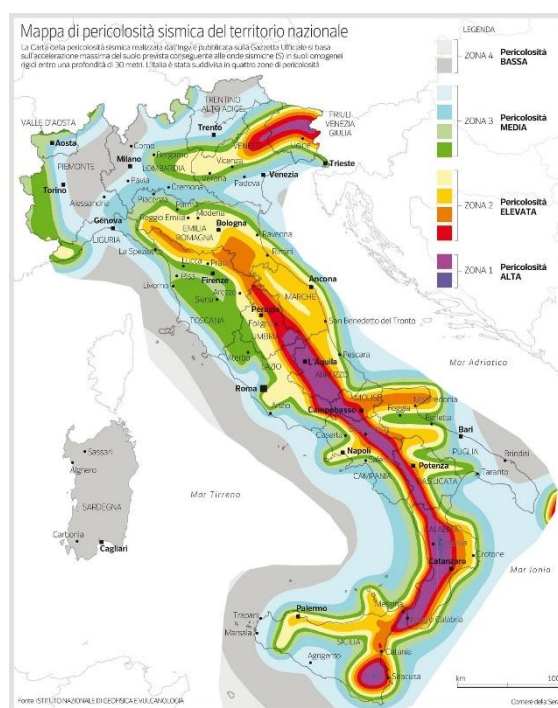 Mappa di pericolosità sismica del territorio nazionale
La Carta della pericolosità sismica realizzata dall'Ingv e pubblicata sulla Gazzetta Ufficiale si basa
sull'accelerazione massima del suolo prevista conseguente alle onde sismiche (S) in suoli omogenei
rigidi entro una profondità di 30 metri. L'Italia è stata suddivisa in quattro zone di pericolosità
LEGENDA
ZONA 4 Pericolosità
BASSA
ZONA 3 Pericolosità
MEDIA
ZONA 2 Pericolosità
ELEVATA
ZONA 1 Pericolosità
ALTA
TRENTINO
ALTO ADIGE
FRIULI
VENEZIA
GIULIA
VALLE D'AOSTA
Aosta
Trento
Trieste
Como
Bergamo
Vicenza
Milano
LOMBARDIA
PIEMONTE
Verona
Padova
Venezia
Torino
Pavia
Cremona
Piacenza
Alessandria
Parma
Modena
Reggio Emilia
Genova
LIGURIA
EMILIA
ROMAGNA
Bologna
Ravenna
Rimini
La Spezia
Lucca
Pisa
Firenze
Livorno
Arezzo
Siena
TOSCANA
Ancona
MARCHE
Perugia
Foligno
UMBRIA
San Benedetto del Tronto
Viterbo
LAZIO
L'Aquila
ABRUZZO
Pescara
Roma
Anzio
MOLISE
Campobasso
Manfredonia
Foggia
Barletta
Bari
Mar Adriatico
Caserta
Napoli
CAMPANIA
Potenza
BASILICATA
PUGLIA
Brindisi
Taranto
Sassari
Alghero
SARDEGNA
Carbonia
Cagliari
Mar Tirreno
CALABRIA
Crotone
Catanzaro
Mar Ionio
Messina
Reggio Calabria
Palermo
Trapani
Marsala
SICILIA
Catania
Agrigento
Siracusa
km 100
Fonte: ISTITUTO NAZIONALE DI GEOFISICA E VULCANOLOGIA
Corriere della Sera